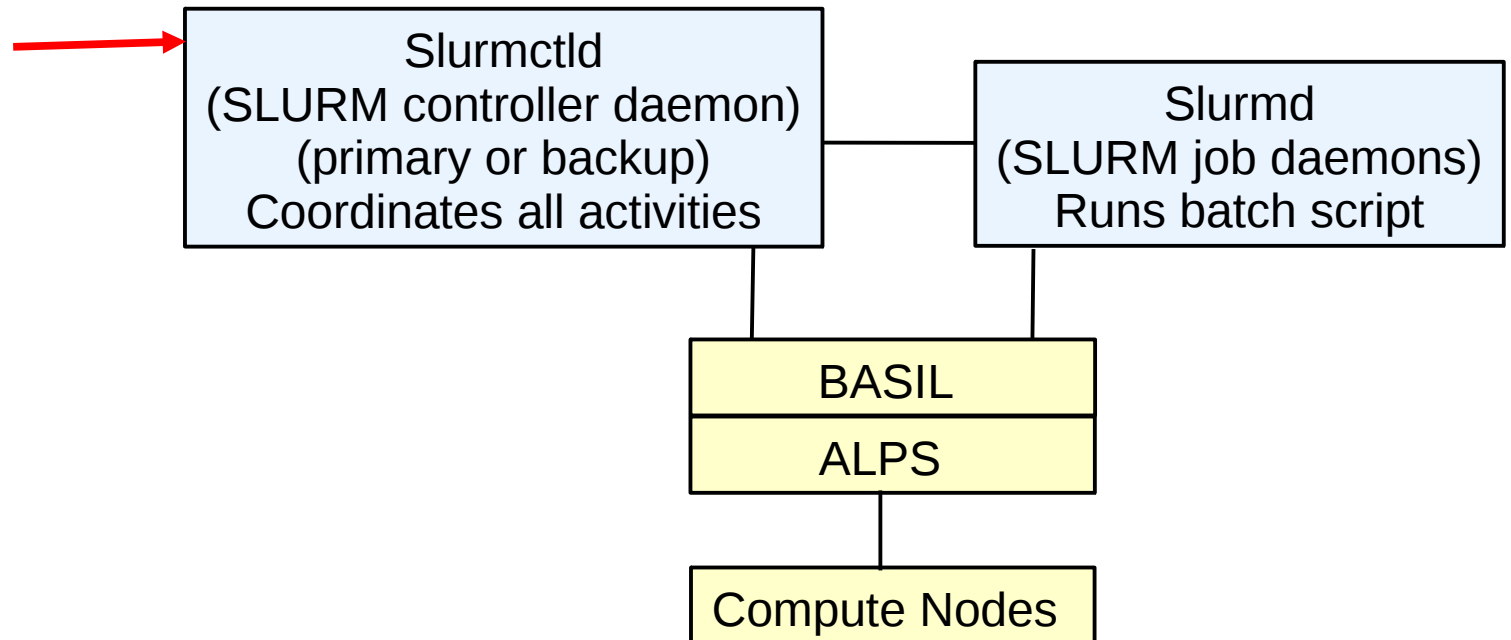 Slurmctld
(SLURM controller daemon)
(primary or backup)
Coordinates all activities
Slurmd
(SLURM job daemons)
Runs batch script
BASIL
ALPS
Compute Nodes